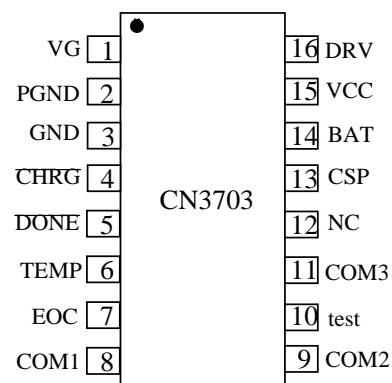 VG 1 16 DRV
PGND 2 15 VCC
GND 3 14 BAT
CHRG 4 13 CSP
CN3703
DONE 5 12 NC
TEMP 6 11 COM3
EOC 7 10 test
COM1 8 9 COM2